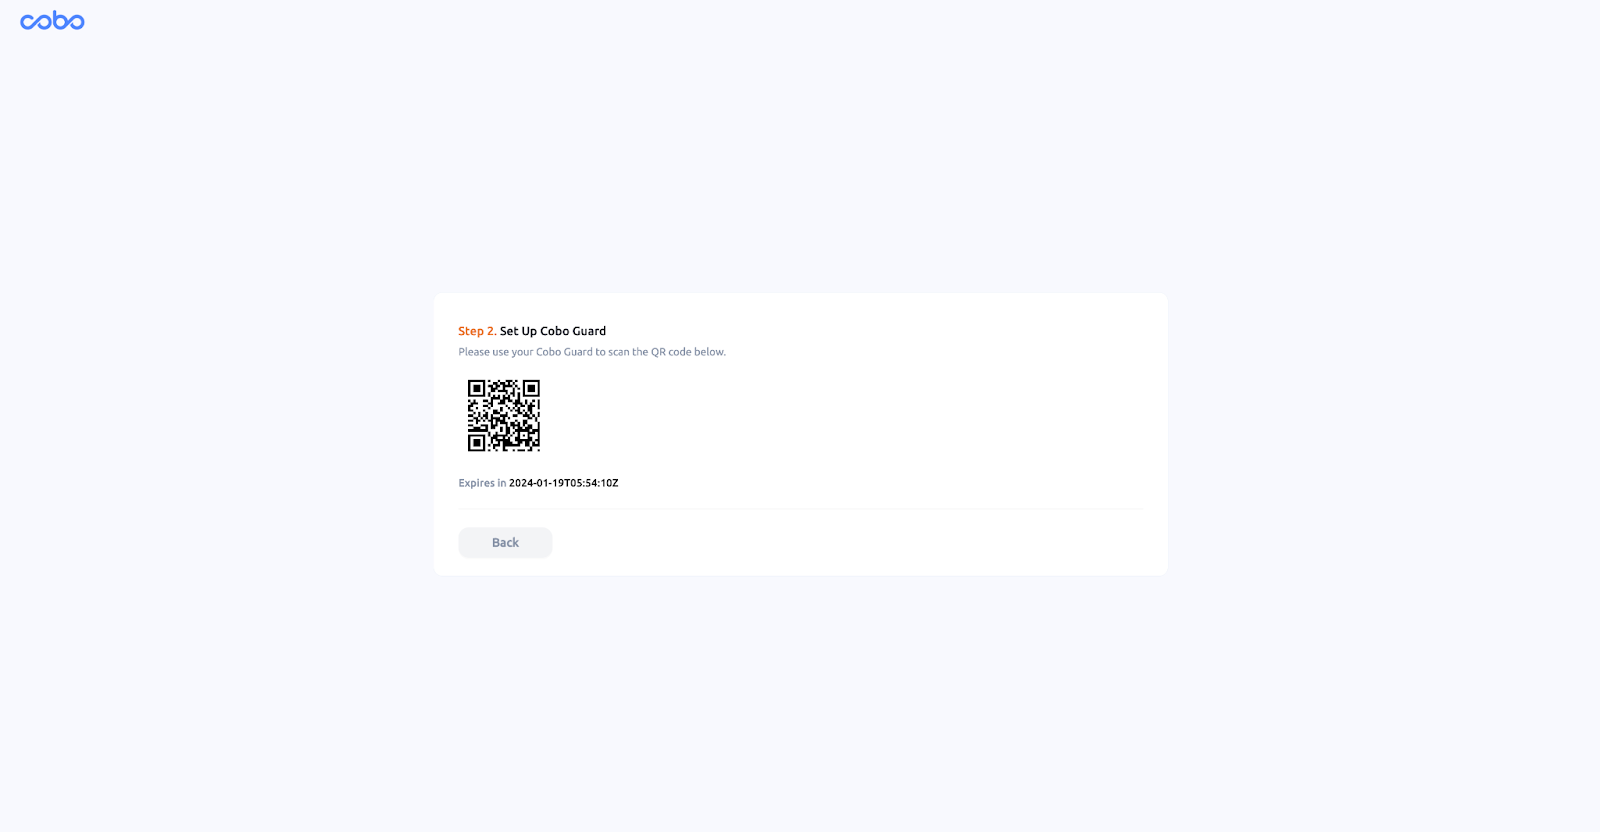 cobo
Step 2. Set Up Cobo Guard
Please use your Cobo Guard to scan the QR code below.
Expires in 2024-01-19T05:54:10Z
Back